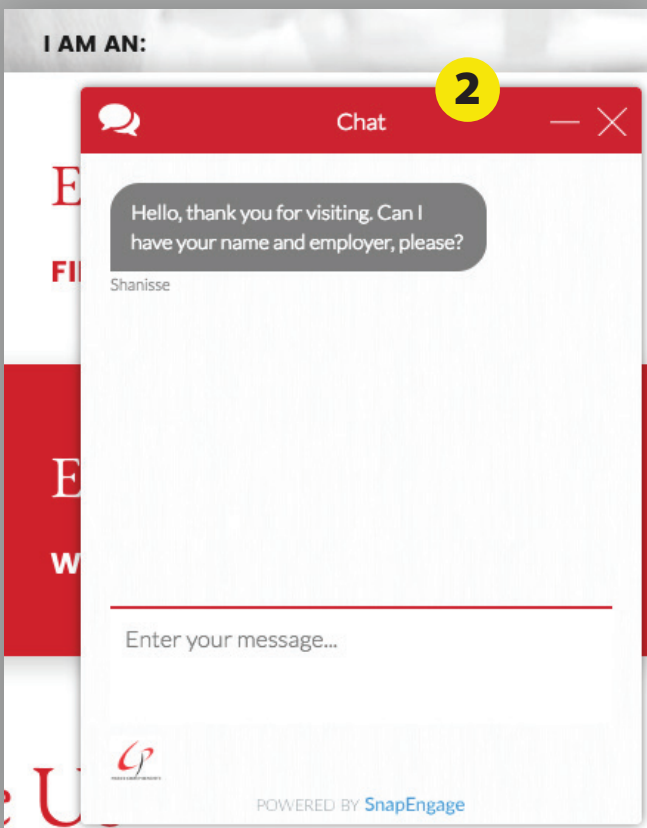 I AM AN:
2
Chat
E
Hello, thank you for visiting. Can I
have your name and employer, please?
FI
Shanisse
E
W
Enter your message...
U
POWERED BY SnapEngage